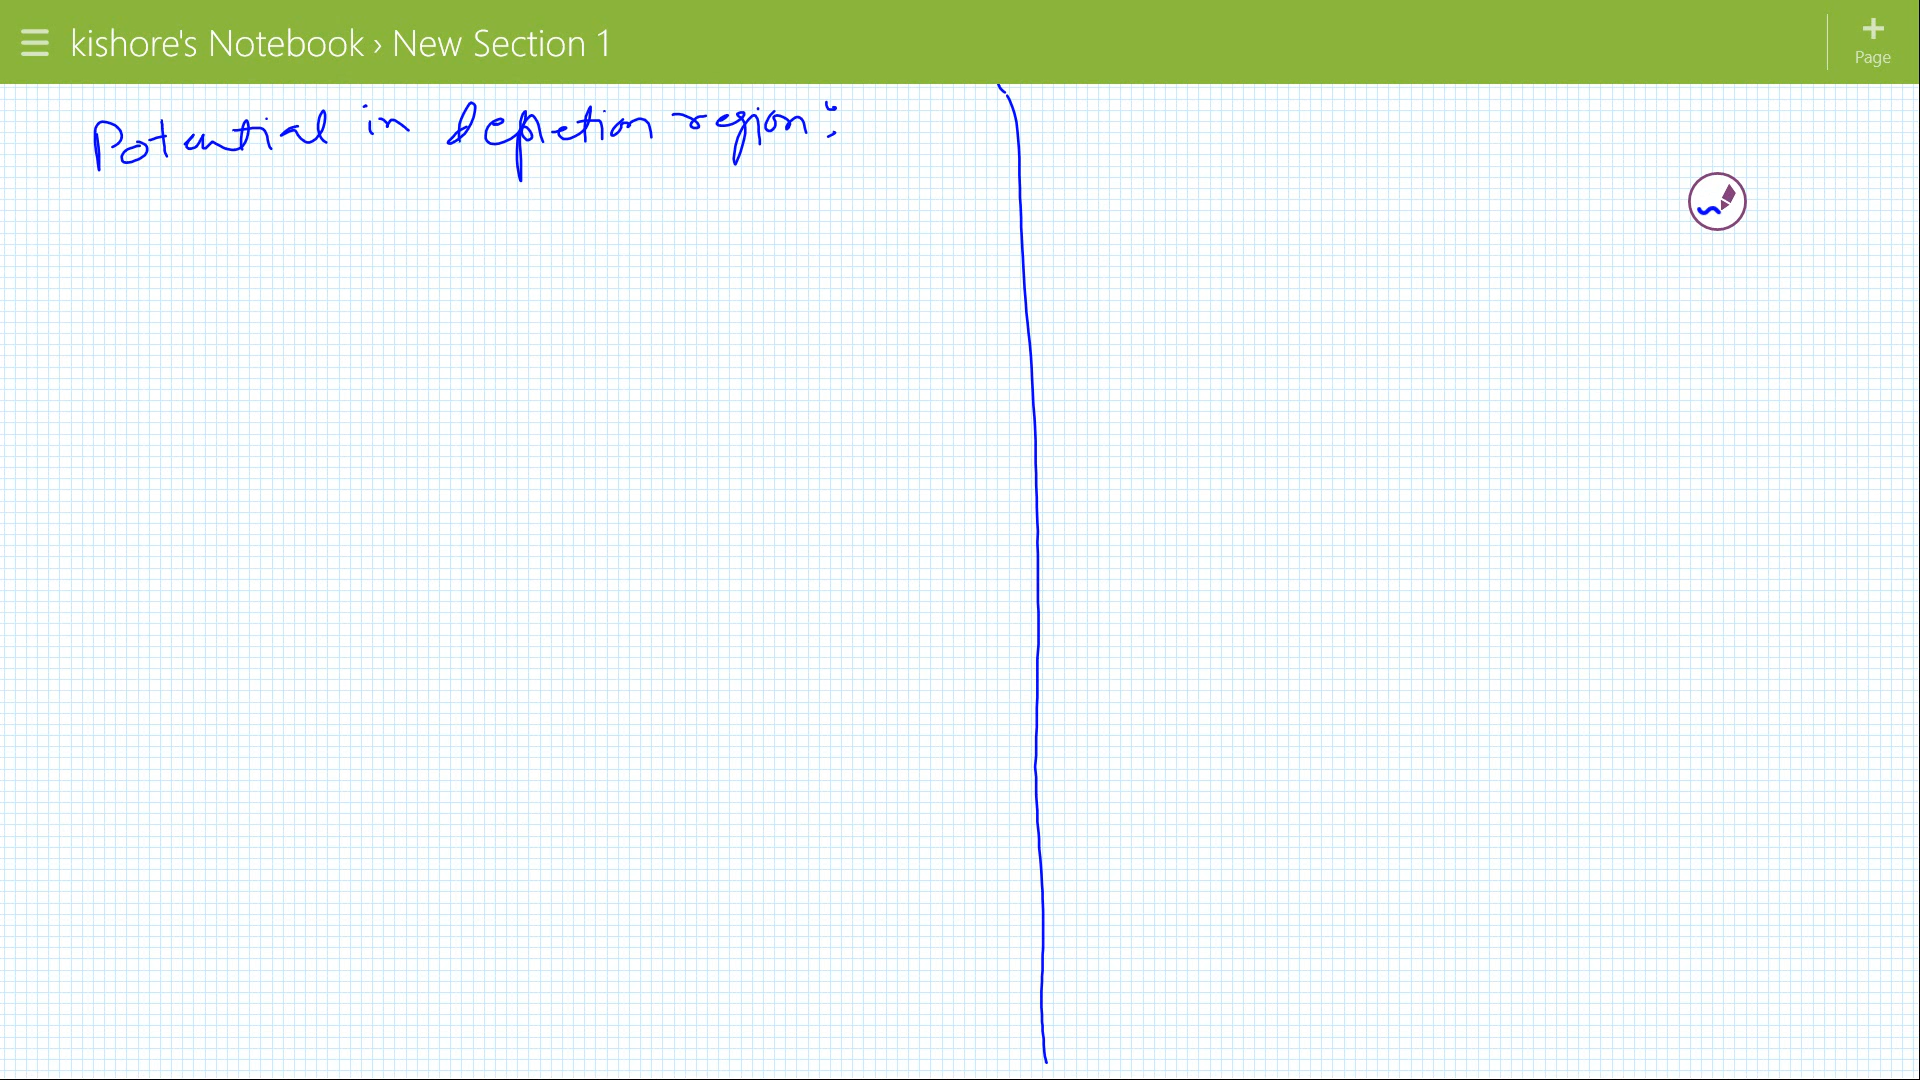 kishore's Notebook › New Section 1
Page
Potential in depletion region: